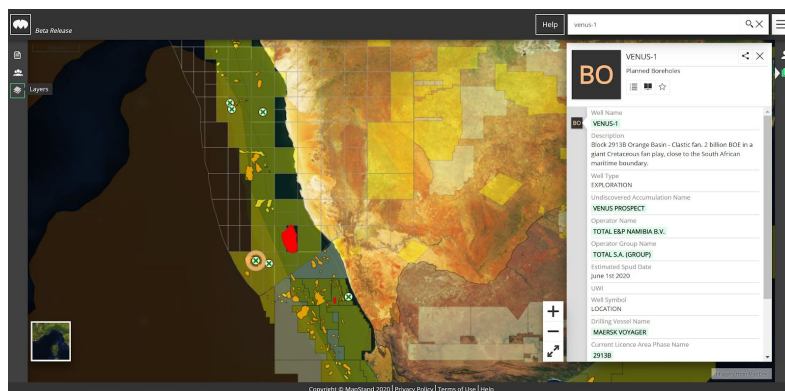 Beta Release
Help
venus-1
Layers
BO
VENUS-1
Planned Boreholes
BO
Well Name
VENUS-1
Description
Block 2913B Orange Basin - Clastic fan, 2 billion BOE in a
giant Cretaceous fan play, close to the South African
maritime boundary.
Well Type
EXPLORATION
Undiscovered Accumulation Name
VENUS PROSPECT
Operator Name
TOTAL E&P NAMIBIA B.V.
Operator Group Name
TOTAL S.A. (GROUP)
Estimated Spud Date
June 1st 2020
UWI
Well Symbol
LOCATION
Drilling Vessel Name
MAERSK VOYAGER
Current Licence Area Phase Name
2913B
Copyright © MapStand 2020 | Privacy Policy | Terms of Use | Help